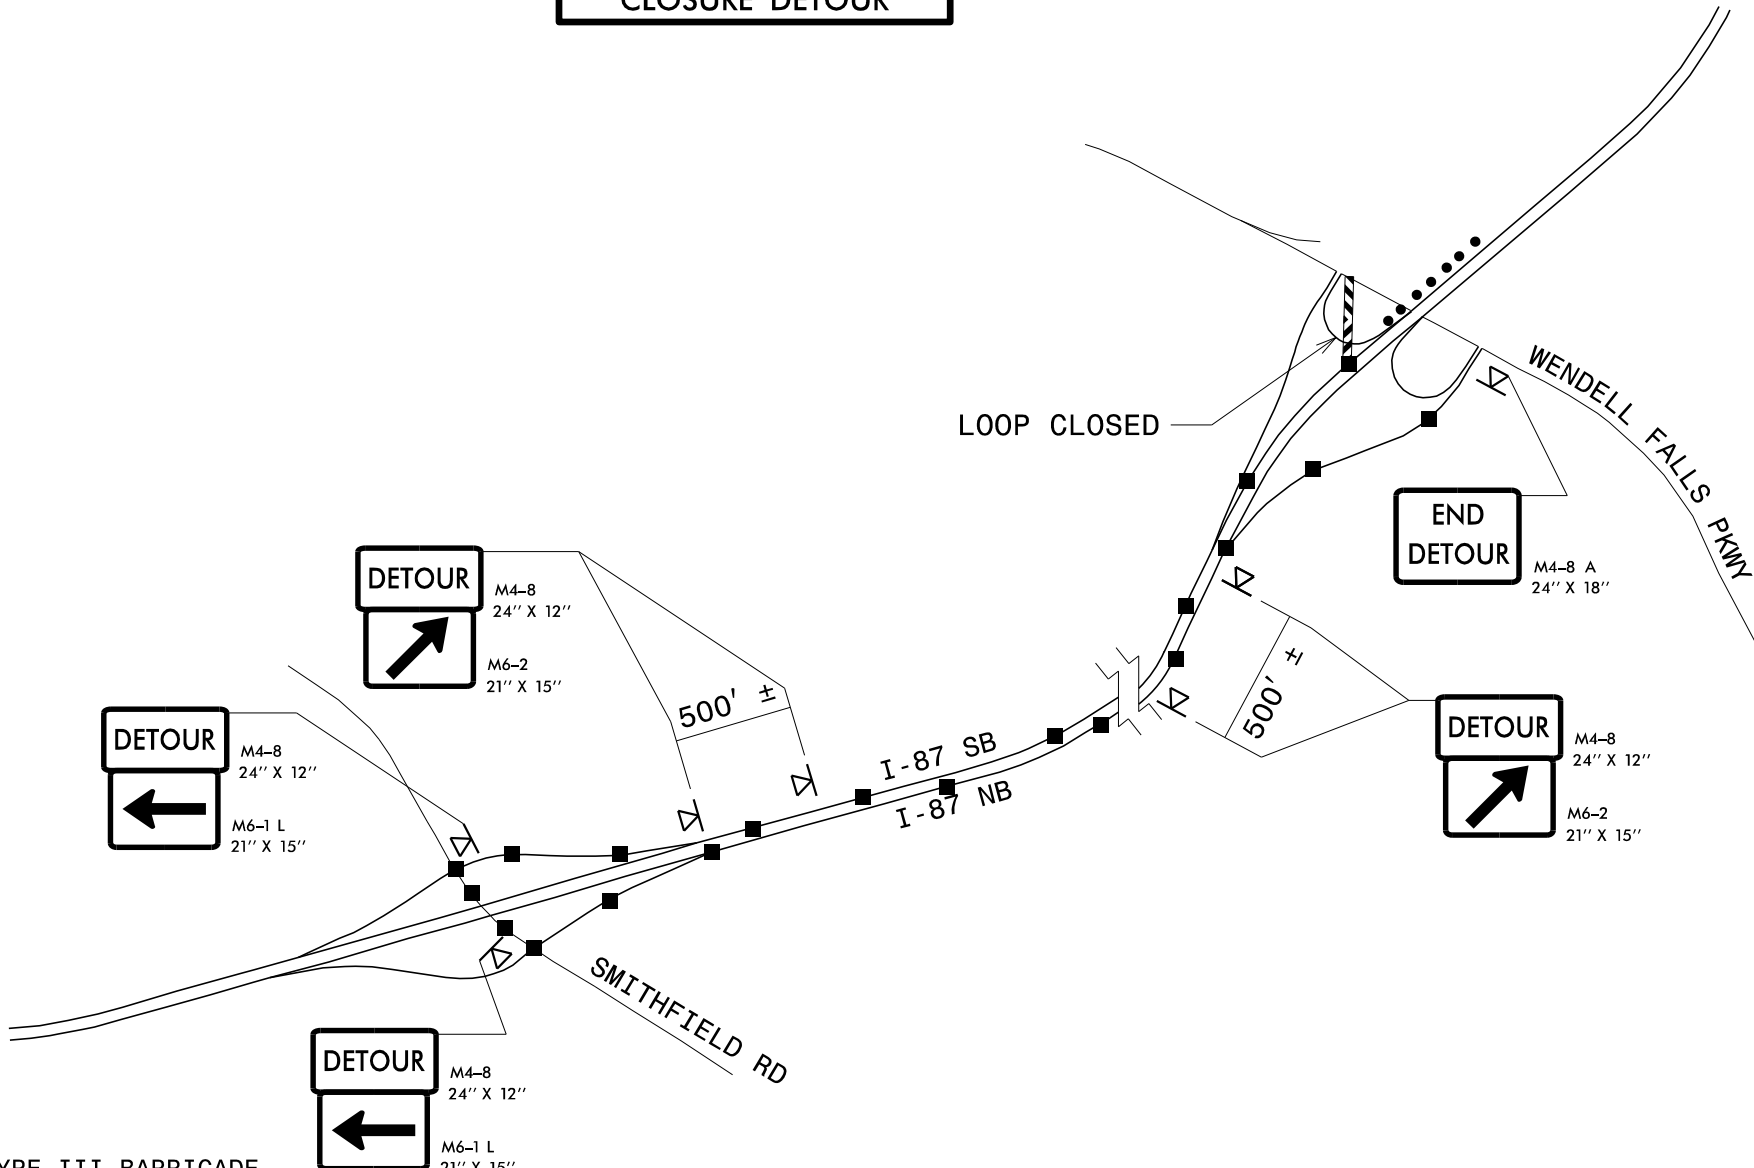 CLOSURE DETOUR
WENDELL FALLS PKWY
LOOP CLOSED
END
DETOUR
M4-8 A
24'' X 18''
DETOUR
M4-8
24'' X 12''
M6-2
21'' X 15''
500' ±
500' ±
DETOUR
M4-8
24'' X 12''
M6-2
21'' X 15''
DETOUR
M4-8
24'' X 12''
M6-1 L
21'' X 15''
I-87 SB
I-87 NB
SMITHFIELD RD
DETOUR
M4-8
24'' X 12''
M6-1 L
21'' X 15''
YPE III BARRICADE